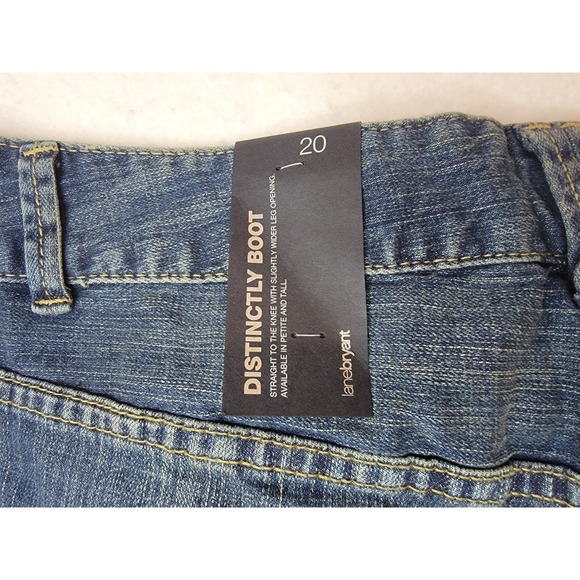 20
DISTINCTLY BOOT
STRAIGHT TO THE KNEE WITH SLIGHTLY WIDER LEG OPENING.
AVAILABLE IN PETITE AND TALL
lanebryant